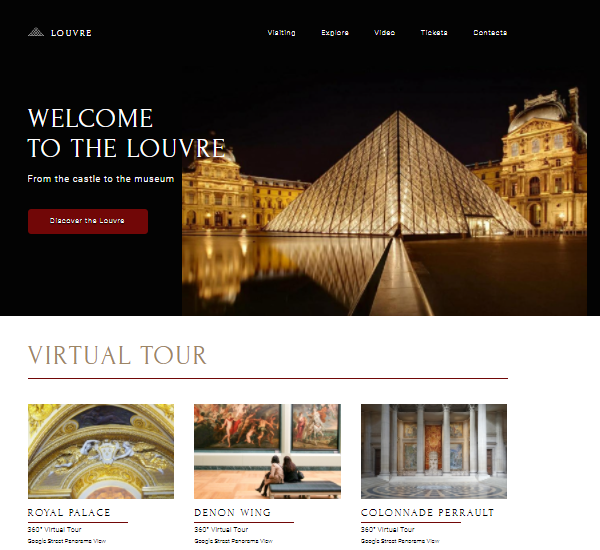 LOUVRE
Visiting Explore Video Tickets Contacts
WELCOME
TO THE LOUVRE
From the castle to the museum
Discover the Louvre
VIRTUAL TOUR
ROYAL PALACE
360° Virtual Tour
Google Street Panorama View
DENON WING
360° Virtual Tour
Google Street Panorama View
COLONNADE PERRAULT
360° Virtual Tour
Google Street Panorama View